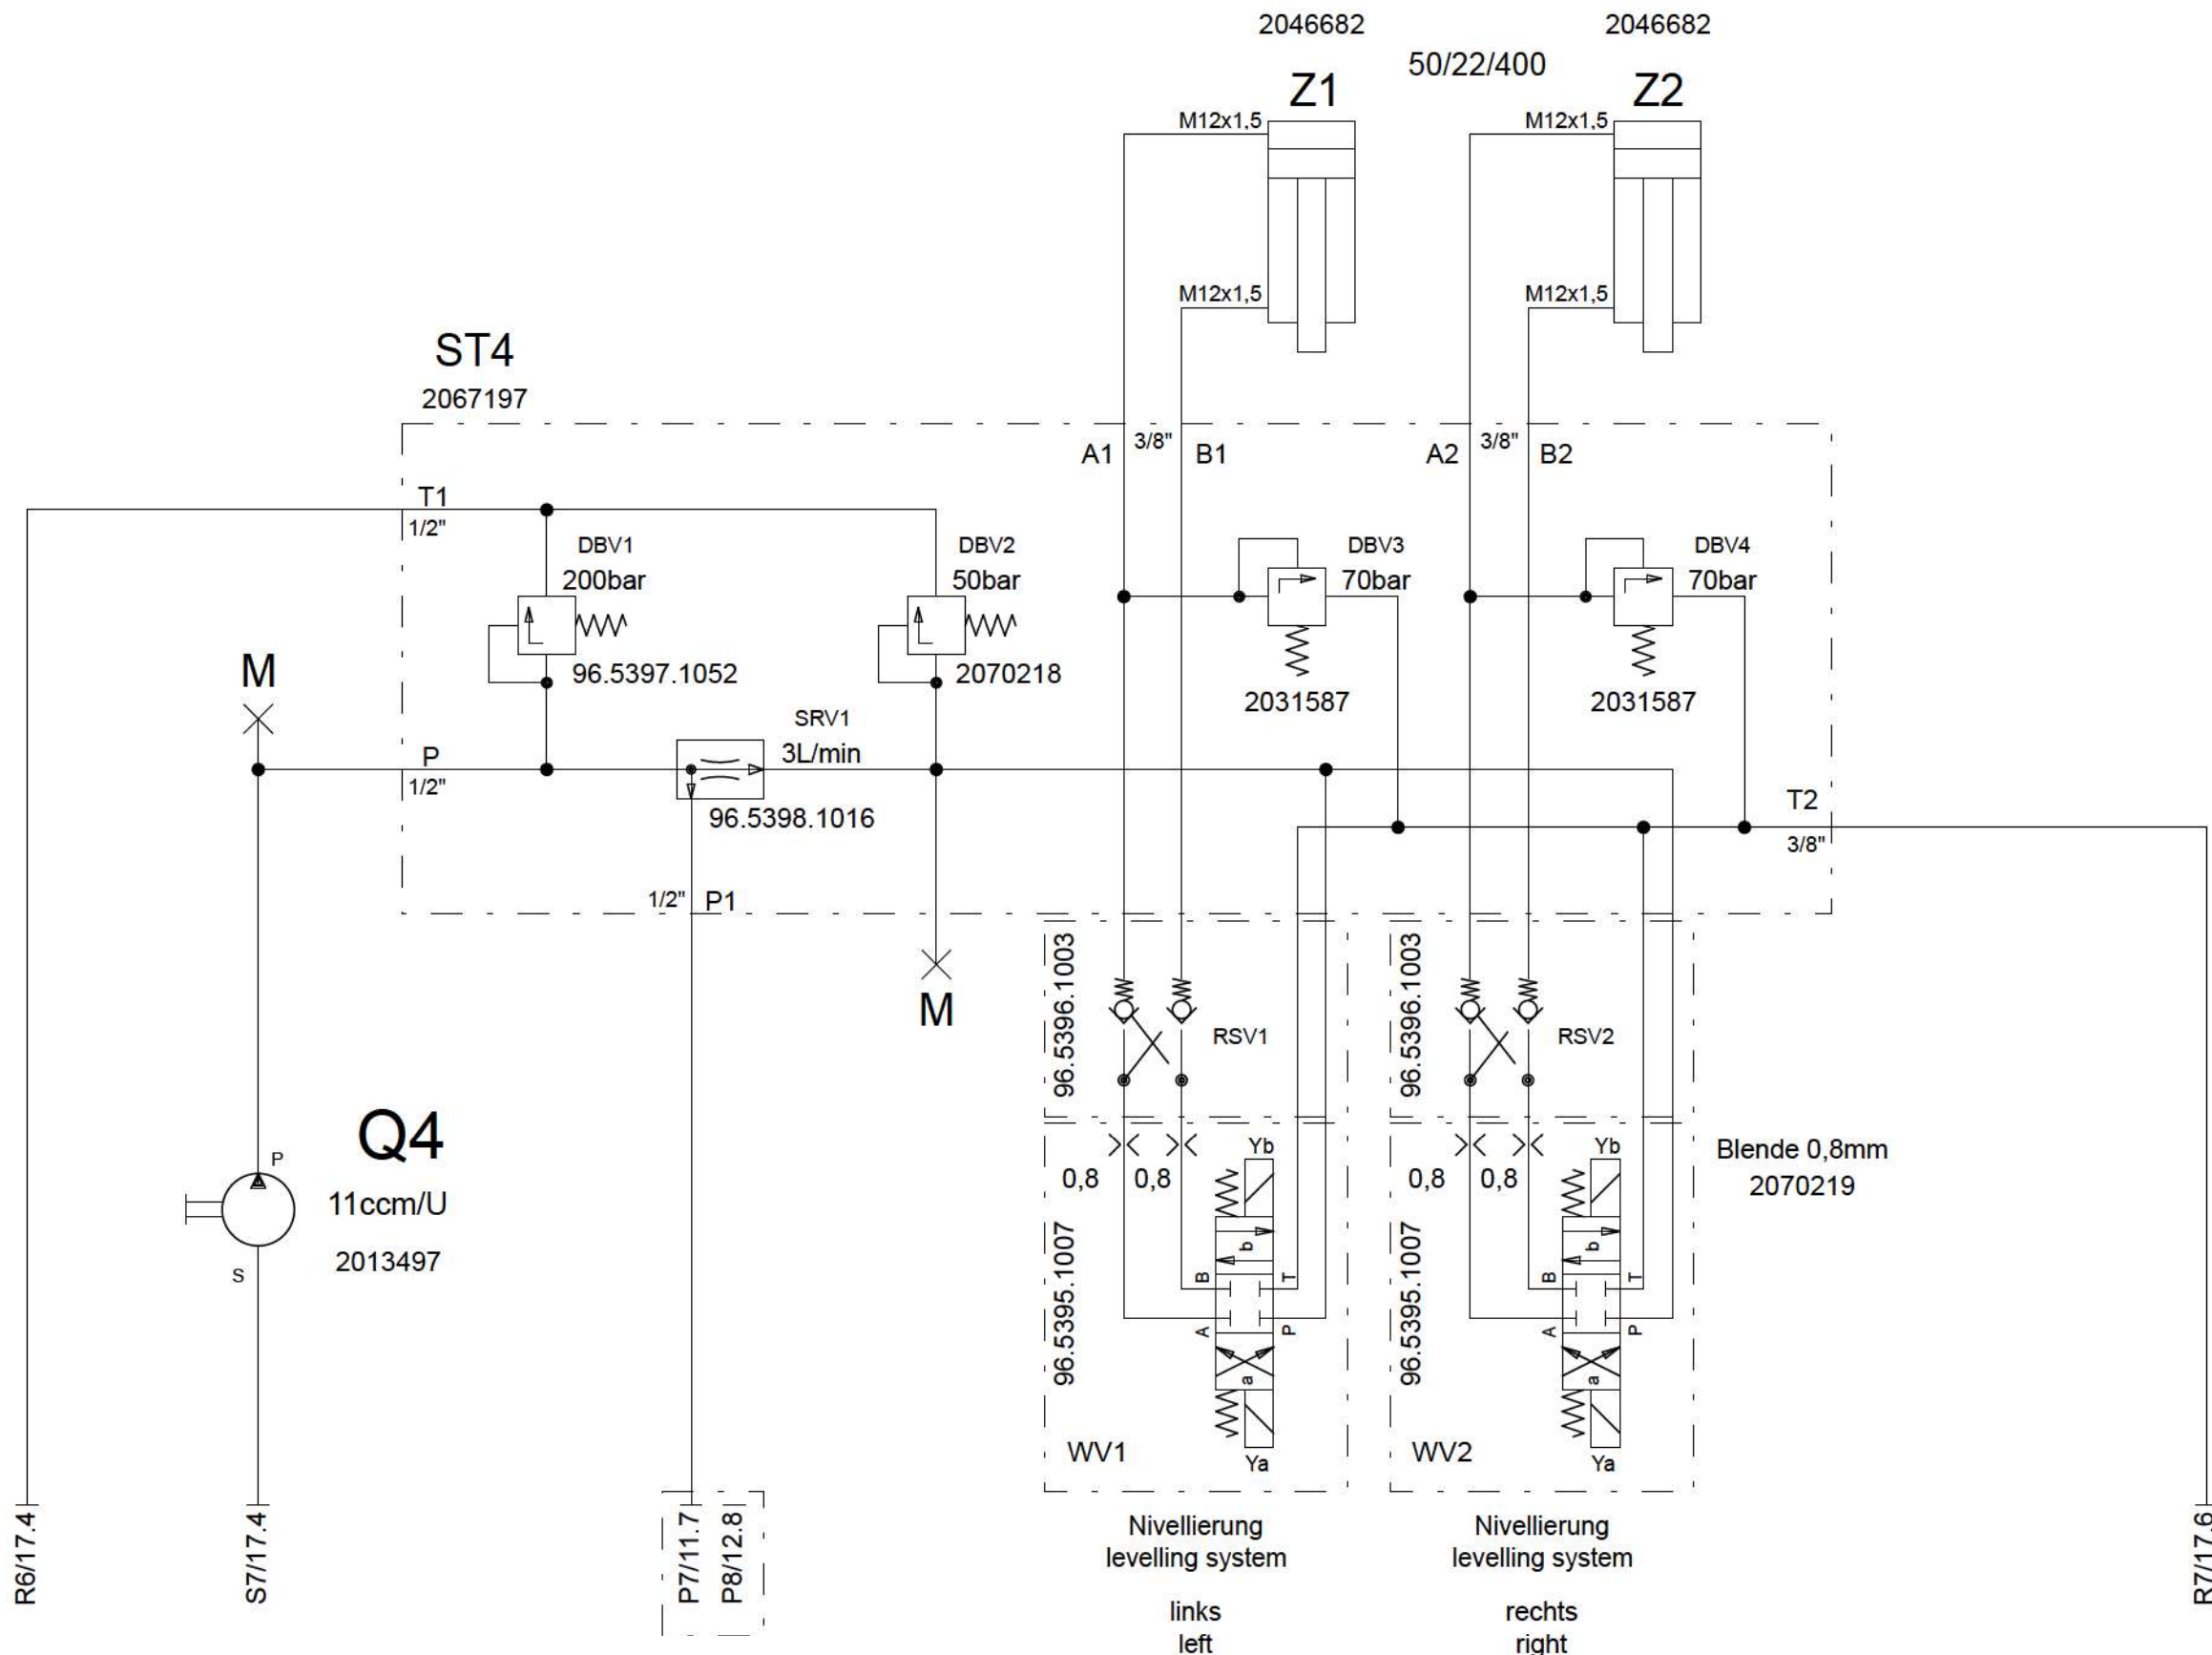 2046682
2046682
50/22/400
Z1
Z2
M12x1,5
M12x1,5
M12x1,5
M12x1,5
ST4
2067197
A1
3/8"
B1
A2
3/8"
B2
T1
1/2"
DBV1
200bar
96.5397.1052
DBV2
50bar
2070218
DBV3
70bar
2031587
DBV4
70bar
2031587
M
P
1/2"
SRV1
3L/min
96.5398.1016
T2
3/8"
1/2"
P1
M
96.5396.1003
RSV1
96.5396.1003
RSV2
Q4
P
11ccm/U
2013497
S
0,8
0,8
Yb
b
B
T
A
P
a
Ya
96.5395.1007
WV1
0,8
0,8
Yb
b
B
T
A
P
a
Ya
96.5395.1007
WV2
Blende 0,8mm
2070219
R6/17.4
S7/17.4
P7/11.7
P8/12.8
Nivellierung
levelling system
links
left
Nivellierung
levelling system
rechts
right
R7/17.6